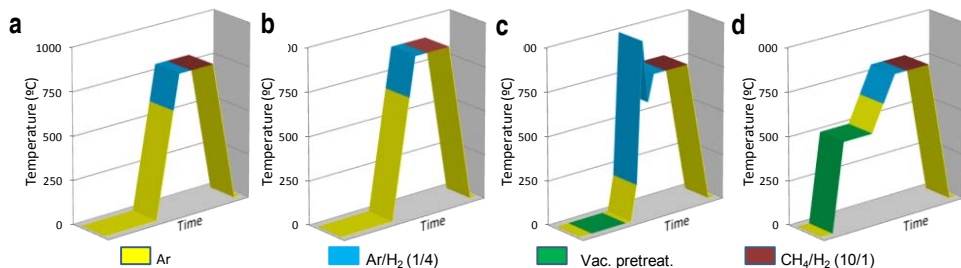 a
b
c
d
1000
00
00
000
750
750
750
750
500
500
500
500
250
250
250
250
0
0
0
0
Temperature (ºC)
Temperature (ºC)
Temperature (ºC)
Temperature (ºC)
Time
Time
Time
Time
Ar
Ar/H₂ (1/4)
Vac. pretreat.
CH₄/H₂ (10/1)